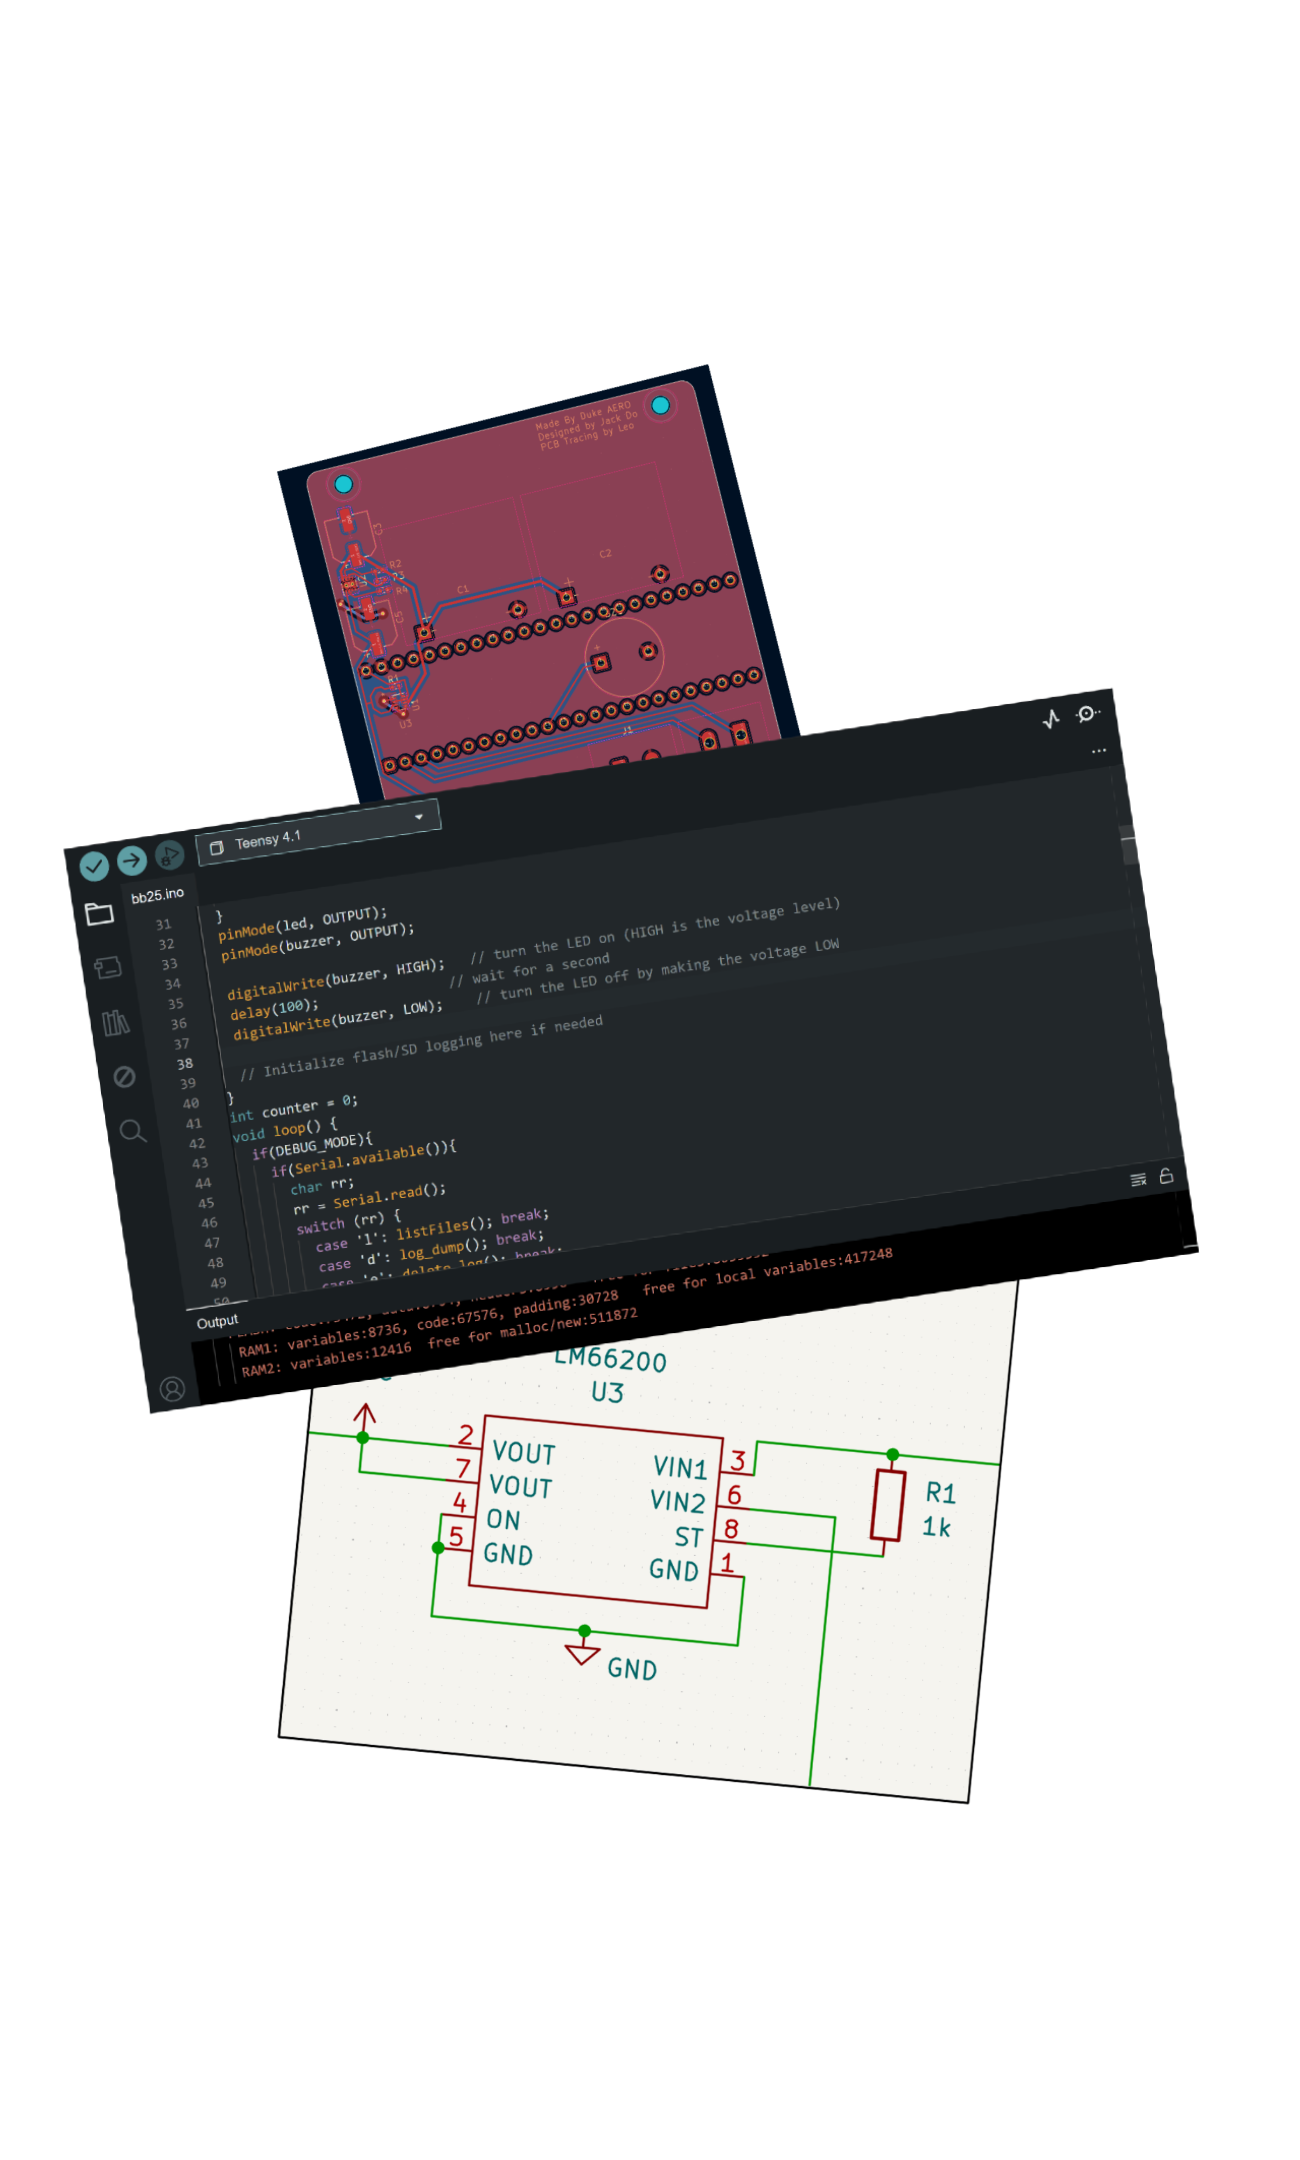 Made By Duke AERO
Designed by Jack Do
PCB Tracing by Leo
C3
R2
R4
C2
C1
U3
J1
Teensy 4.1
bb25.ino
31 }
32 pinMode(led, OUTPUT);
33 pinMode(buzzer, OUTPUT);
34
35 digitalWrite(buzzer, HIGH);   // turn the LED on (HIGH is the voltage level)
36 delay(100);                // wait for a second
37 digitalWrite(buzzer, LOW);    // turn the LED off by making the voltage LOW
38
39 // Initialize flash/SD logging here if needed
40 }
41 int counter = 0;
42 void loop() {
43 if(DEBUG_MODE){
44 if(Serial.available()){
45 char rr;
46 rr = Serial.read();
47 switch (rr) {
48 case 'l': listFiles(); break;
49 case 'd': log_dump(); break;
50
Output
RAM1: variables:8736, code:67576, padding:30728   free for local variables:417248
RAM2: variables:12416  free for malloc/new:511872
LM66200
U3
2 VOUT
7 VOUT
4 ON
5 GND
VIN1 3
VIN2 6
ST 8
GND 1
R1
1k
GND